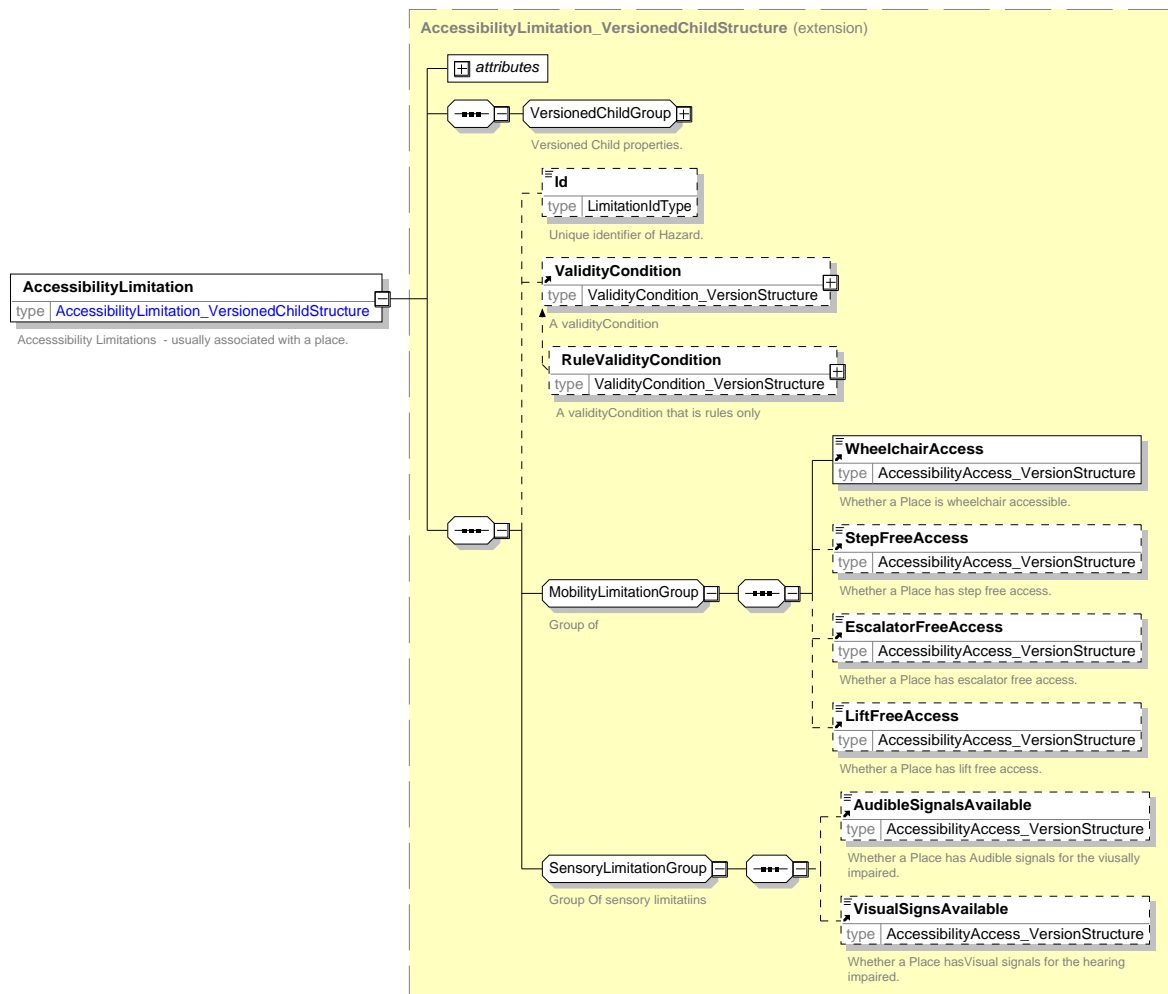 AccessibilityLimitation_VersionedChildStructure (extension)
attributes
VersionedChildGroup
Versioned Child properties.
Id
type LimitationIdType
Unique identifier of Hazard.
ValidityCondition
type ValidityCondition_VersionStructure
A validityCondition
AccessibilityLimitation
type AccessibilityLimitation_VersionedChildStructure
Accesssibility Limitations - usually associated with a place.
RuleValidityCondition
type ValidityCondition_VersionStructure
A validityCondition that is rules only
WheelchairAccess
type AccessibilityAccess_VersionStructure
Whether a Place is wheelchair accessible.
StepFreeAccess
type AccessibilityAccess_VersionStructure
Whether a Place has step free access.
MobilityLimitationGroup
Group of
EscalatorFreeAccess
type AccessibilityAccess_VersionStructure
Whether a Place has escalator free access.
LiftFreeAccess
type AccessibilityAccess_VersionStructure
Whether a Place has lift free access.
AudibleSignalsAvailable
type AccessibilityAccess_VersionStructure
Whether a Place has Audible signals for the viusally
impaired.
SensoryLimitationGroup
Group Of sensory limitatiins
VisualSignsAvailable
type AccessibilityAccess_VersionStructure
Whether a Place hasVisual signals for the hearing
impaired.